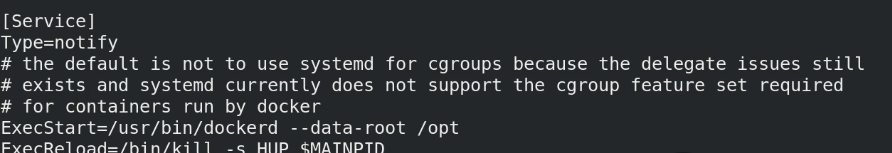 [Service]
Type=notify
# the default is not to use systemd for cgroups because the delegate issues still
# exists and systemd currently does not support the cgroup feature set required
# for containers run by docker
ExecStart=/usr/bin/dockerd --data-root /opt
ExecReload=/bin/kill -s HUP $MAINPID